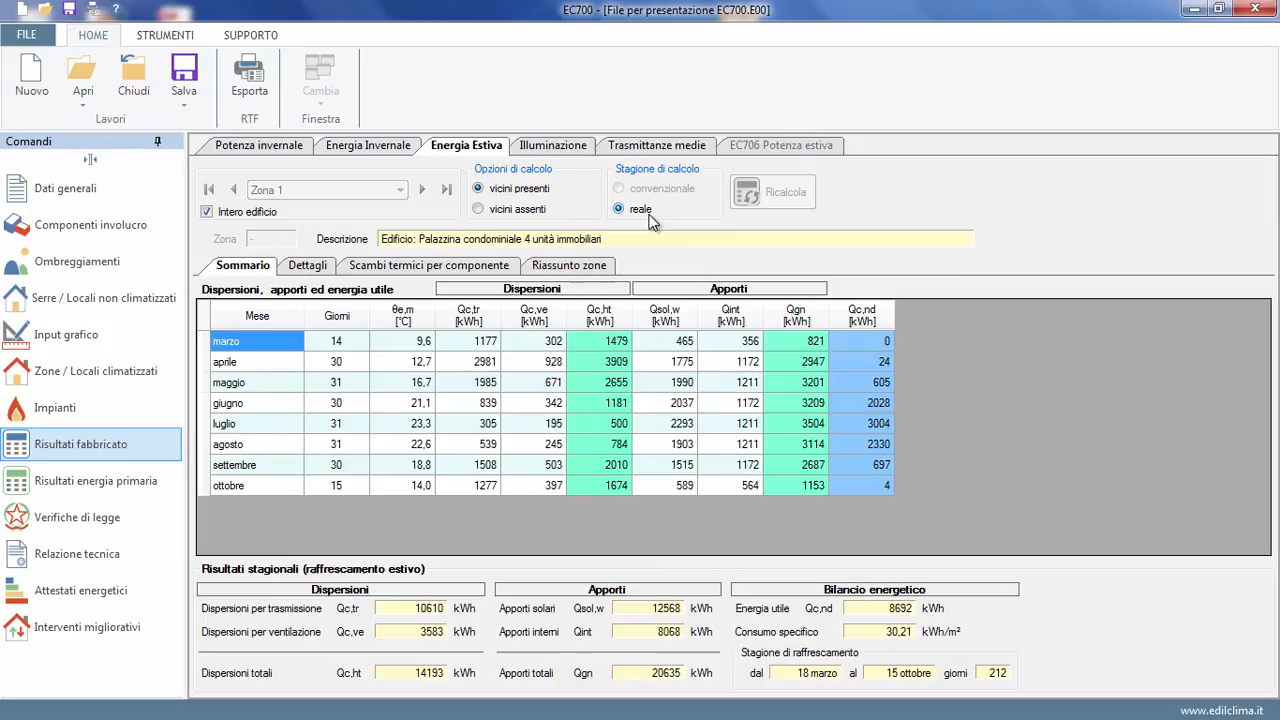 EC700 - [File per presentazione EC700.E00]
FILE HOME STRUMENTI SUPPORTO
Nuovo Apri Chiudi Salva Esporta Cambia
Lavori RTF Finestra
Comandi
Dati generali
Componenti involucro
Ombreggiamenti
Serre / Locali non climatizzati
Input grafico
Zone / Locali climatizzati
Impianti
Risultati fabbricato
Risultati energia primaria
Verifiche di legge
Relazione tecnica
Attestati energetici
Interventi migliorativi
Potenza invernale Energia Invernale Energia Estiva Illuminazione Trasmittanze medie EC706 Potenza estiva
Opzioni di calcolo Stagione di calcolo
Zona 1 vicini presenti convenzionale Ricalcola
Intero edificio vicini assenti reale
Zona - Descrizione Edificio: Palazzina condominiale 4 unità immobiliari
Sommario Dettagli Scambi termici per componente Riassunto zone
Dispersioni, apporti ed energia utile Dispersioni Apporti
Mese Giorni θe,m [°C] Qc,tr [kWh] Qc,ve [kWh] Qc,ht [kWh] Qsol,w [kWh] Qint [kWh] Qgn [kWh] Qc,nd [kWh]
marzo 14 9,6 1177 302 1479 465 356 821 0
aprile 30 12,7 2981 928 3909 1775 1172 2947 24
maggio 31 16,7 1985 671 2655 1990 1211 3201 605
giugno 30 21,1 839 342 1181 2037 1172 3209 2028
luglio 31 23,3 305 195 500 2293 1211 3504 3004
agosto 31 22,6 539 245 784 1903 1211 3114 2330
settembre 30 18,8 1508 503 2010 1515 1172 2687 697
ottobre 15 14,0 1277 397 1674 589 564 1153 4
Risultati stagionali (raffrescamento estivo)
Dispersioni Apporti Bilancio energetico
Dispersioni per trasmissione Qc,tr 10610 kWh Apporti solari Qsol,w 12568 kWh Energia utile Qc,nd 8692 kWh
Dispersioni per ventilazione Qc,ve 3583 kWh Apporti interni Qint 8068 kWh Consumo specifico 30,21 kWh/m²
Stagione di raffrescamento
Dispersioni totali Qc,ht 14193 kWh Apporti totali Qgn 20635 kWh dal 18 marzo al 15 ottobre giorni 212
www.edilclima.it